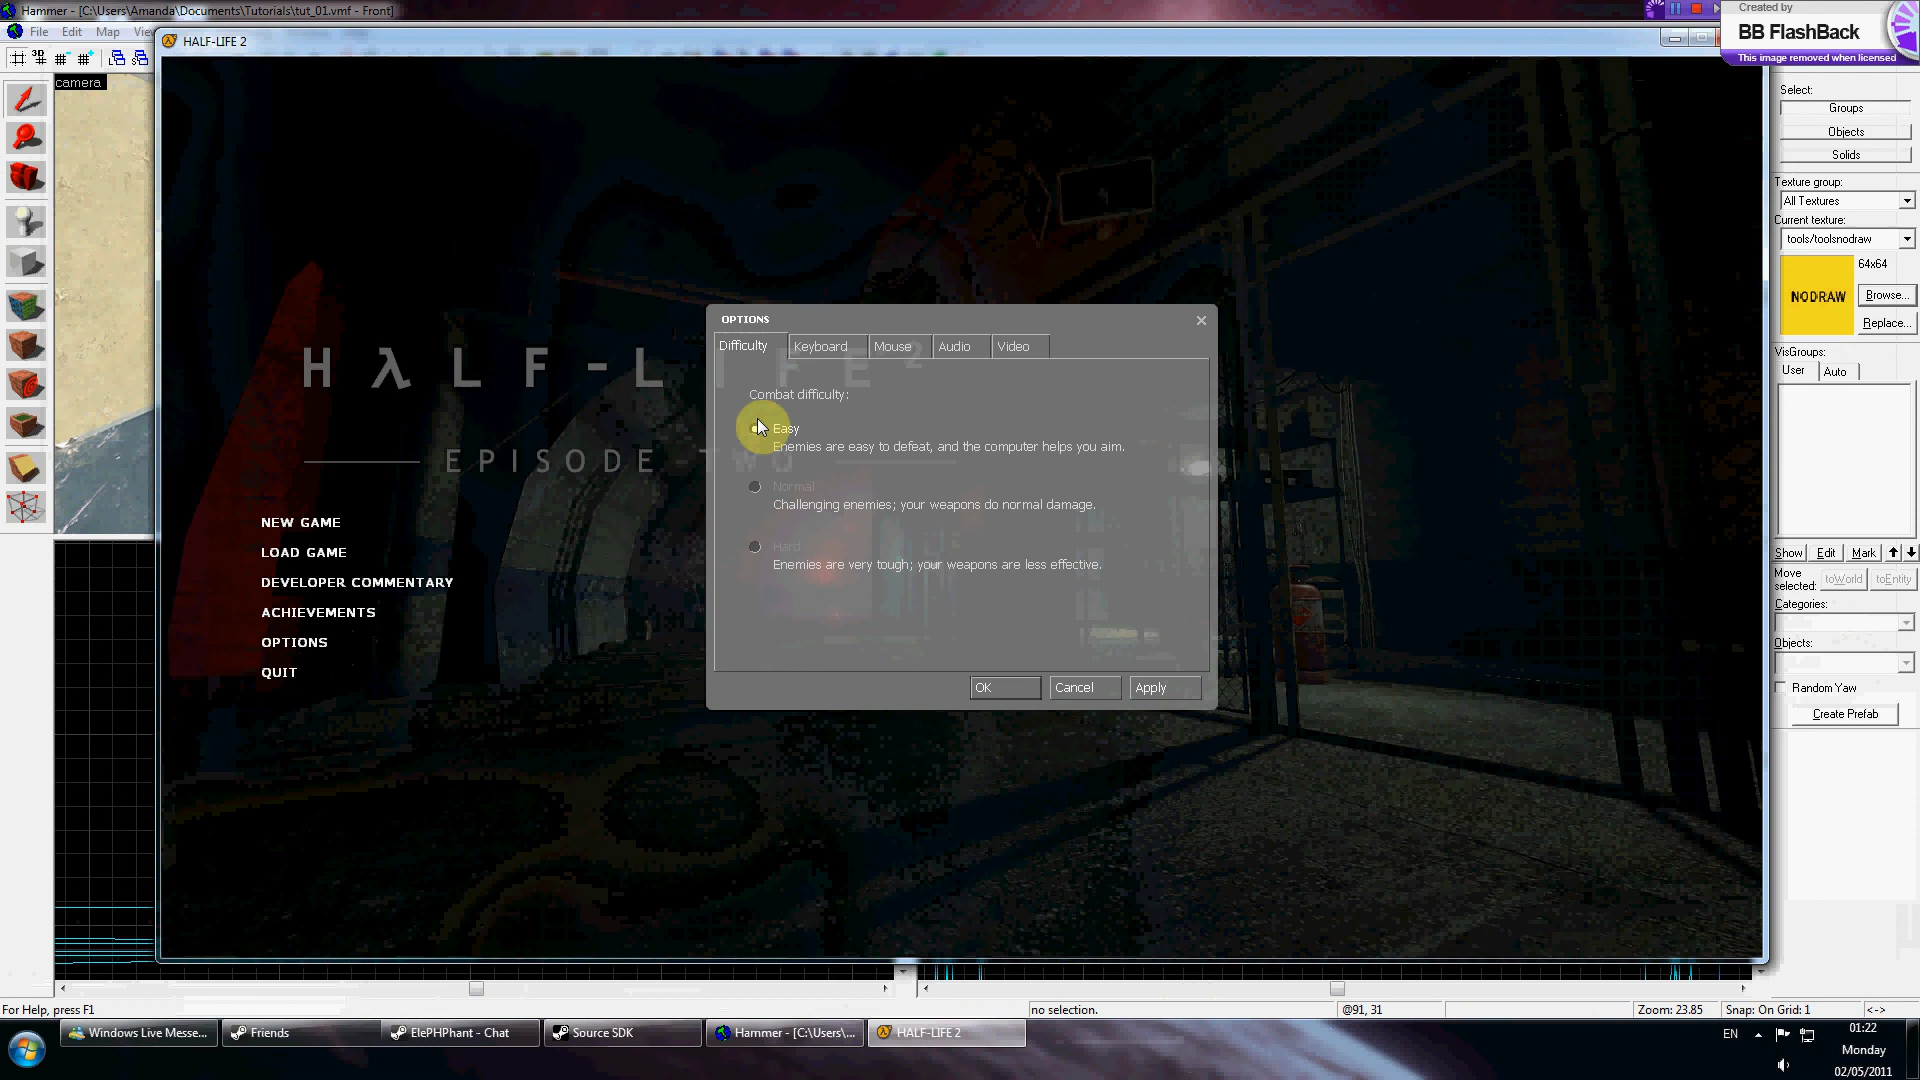 Hammer - [C:\Users\Amanda\Documents\Tutorials\tut_01.vmf - Front]
Created by
BB FlashBack
This image removed when licensed
File Edit Map
HALF-LIFE 2
camera
Select:
Groups
Objects
Solids
Texture group:
All Textures
Current texture:
tools/toolsnodraw
64x64
NODRAW
Browse...
Replace...
VisGroups:
User Auto
Show Edit Mark
Move selected: toWorld toEntity
Categories:
Objects:
Random Yaw
Create Prefab
HλLF-LIFE²
EPISODE TWO
NEW GAME
LOAD GAME
DEVELOPER COMMENTARY
ACHIEVEMENTS
OPTIONS
QUIT
OPTIONS
Difficulty Keyboard Mouse Audio Video
Combat difficulty:
Easy
Enemies are easy to defeat, and the computer helps you aim.
Normal
Challenging enemies; your weapons do normal damage.
Hard
Enemies are very tough; your weapons are less effective.
OK Cancel Apply
For Help, press F1
no selection.
@91, 31
Zoom: 23.85
Snap: On Grid: 1
<->
Windows Live Messe...
Friends
ElePHPhant - Chat
Source SDK
Hammer - [C:\Users\...
HALF-LIFE 2
EN
01:22
Monday
02/05/2011